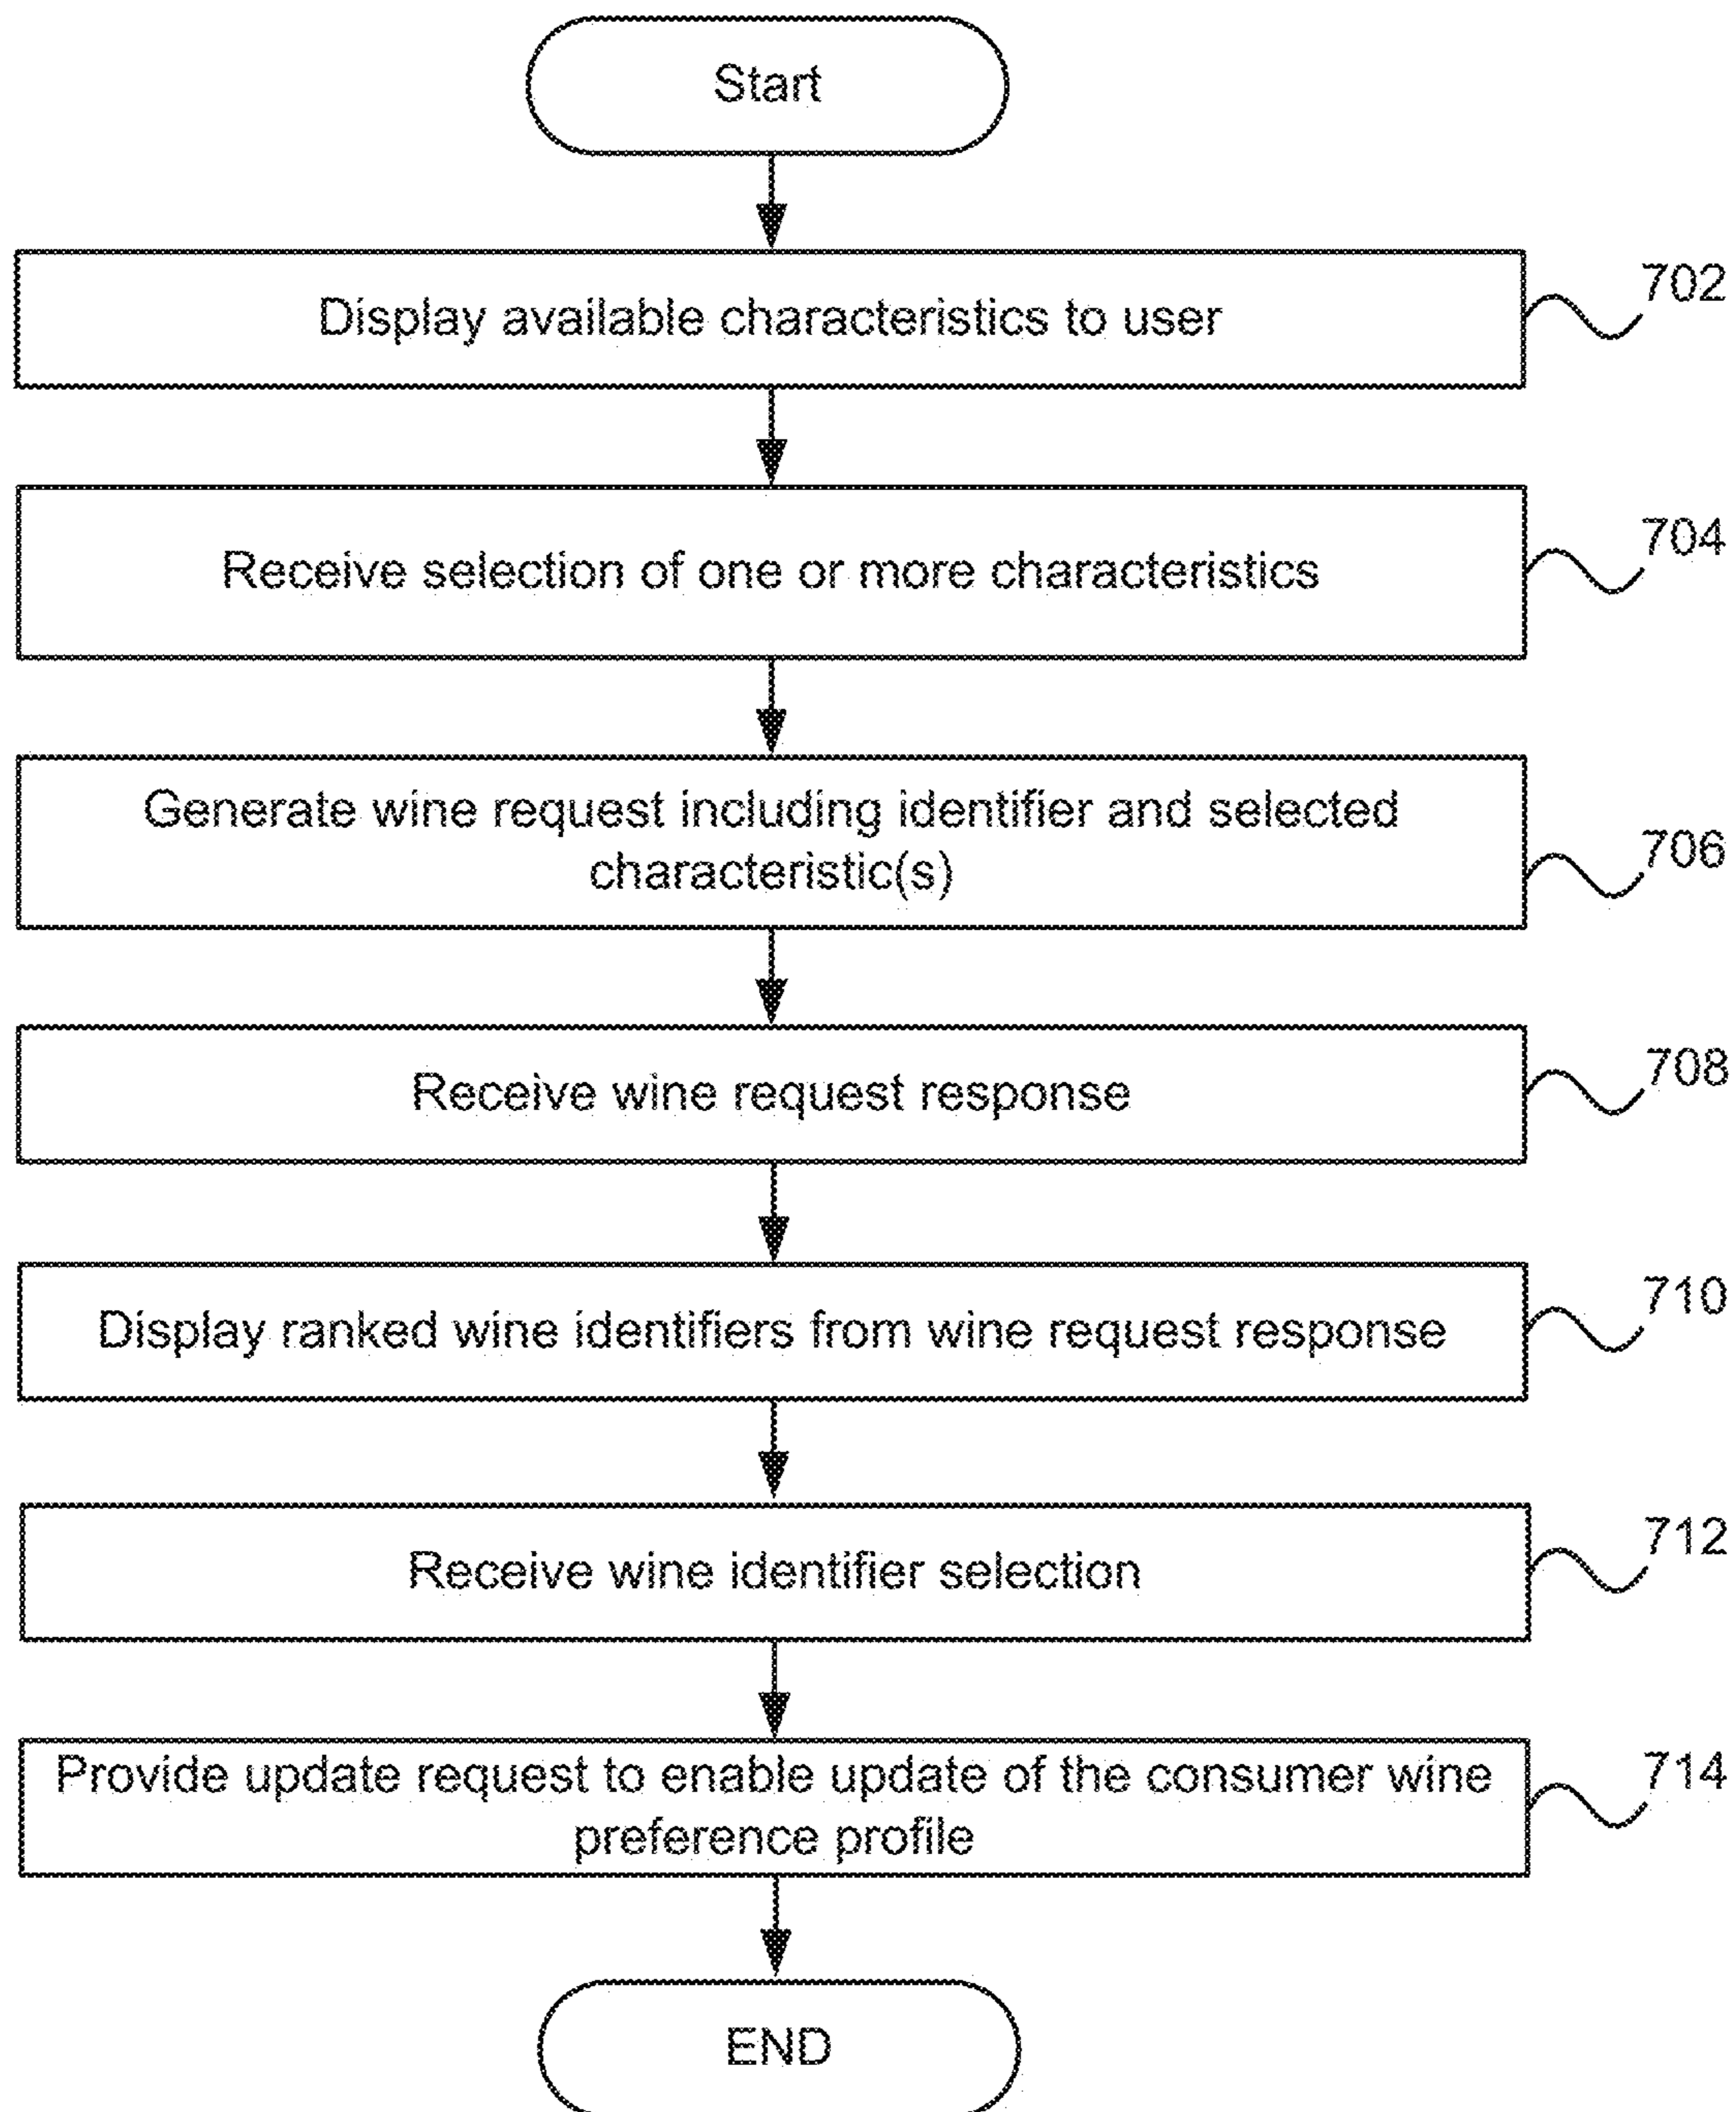 Start
Display available characteristics to user
702
Receive selection of one or more characteristics
704
Generate wine request including identifier and selected
characteristic(s)
706
Receive wine request response
708
Display ranked wine identifiers from wine request response
710
Receive wine identifier selection
712
Provide update request to enable update of the consumer wine
preference profile
714
END